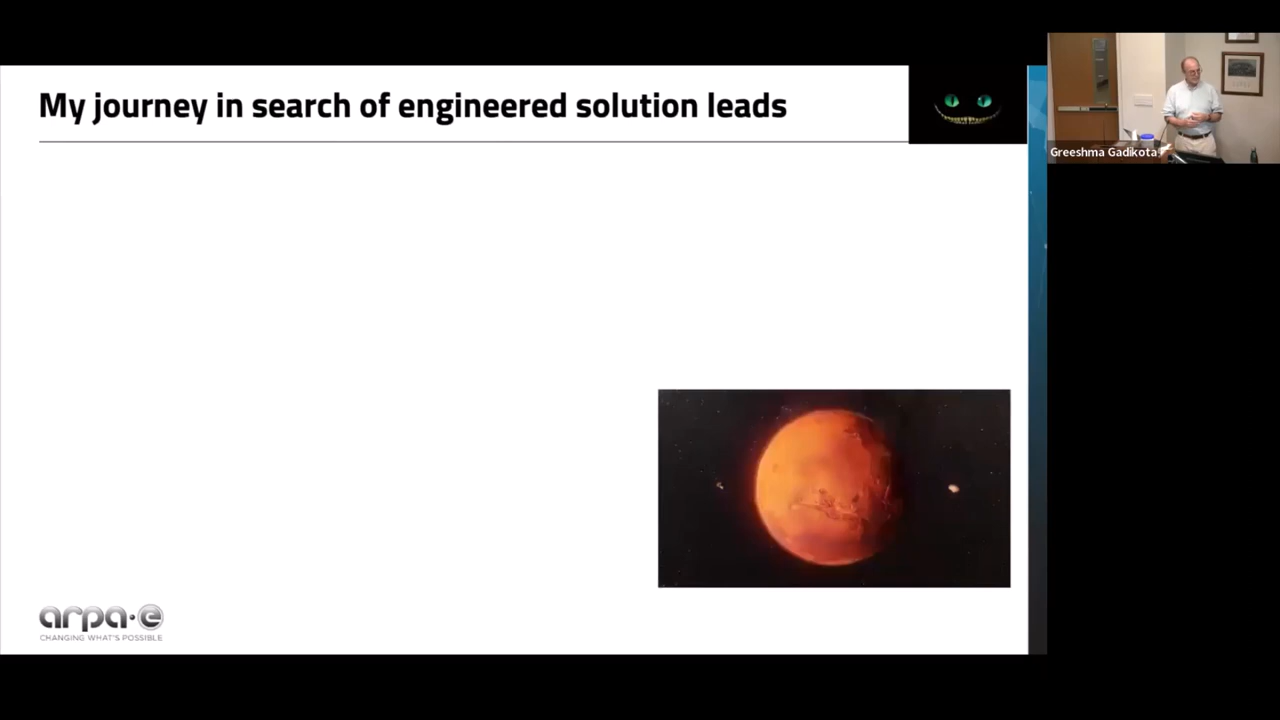 My journey in search of engineered solution leads
Greeshma Gadikota
arpa·e
CHANGING WHAT'S POSSIBLE